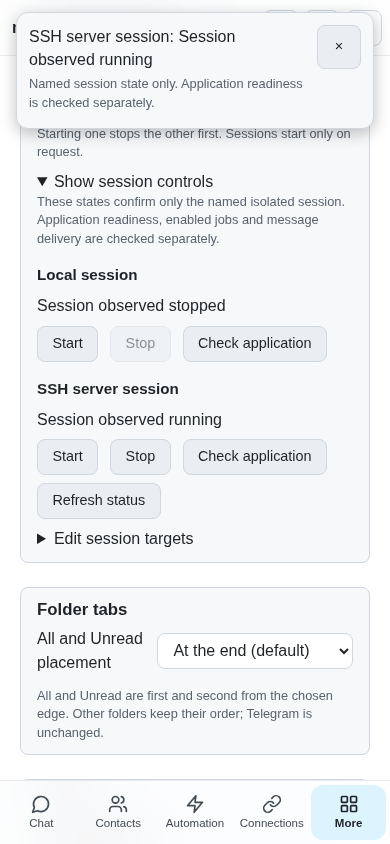 SSH server session: Session
observed running
×
Named session state only. Application readiness
is checked separately.
Starting one stops the other first. Sessions start only on
request.
Show session controls
These states confirm only the named isolated session.
Application readiness, enabled jobs and message
delivery are checked separately.
Local session
Session observed stopped
Start Stop Check application
SSH server session
Session observed running
Start Stop Check application
Refresh status
Edit session targets
Folder tabs
All and Unread
placement
At the end (default)
All and Unread are first and second from the chosen
edge. Other folders keep their order; Telegram is
unchanged.
Chat Contacts Automation Connections More